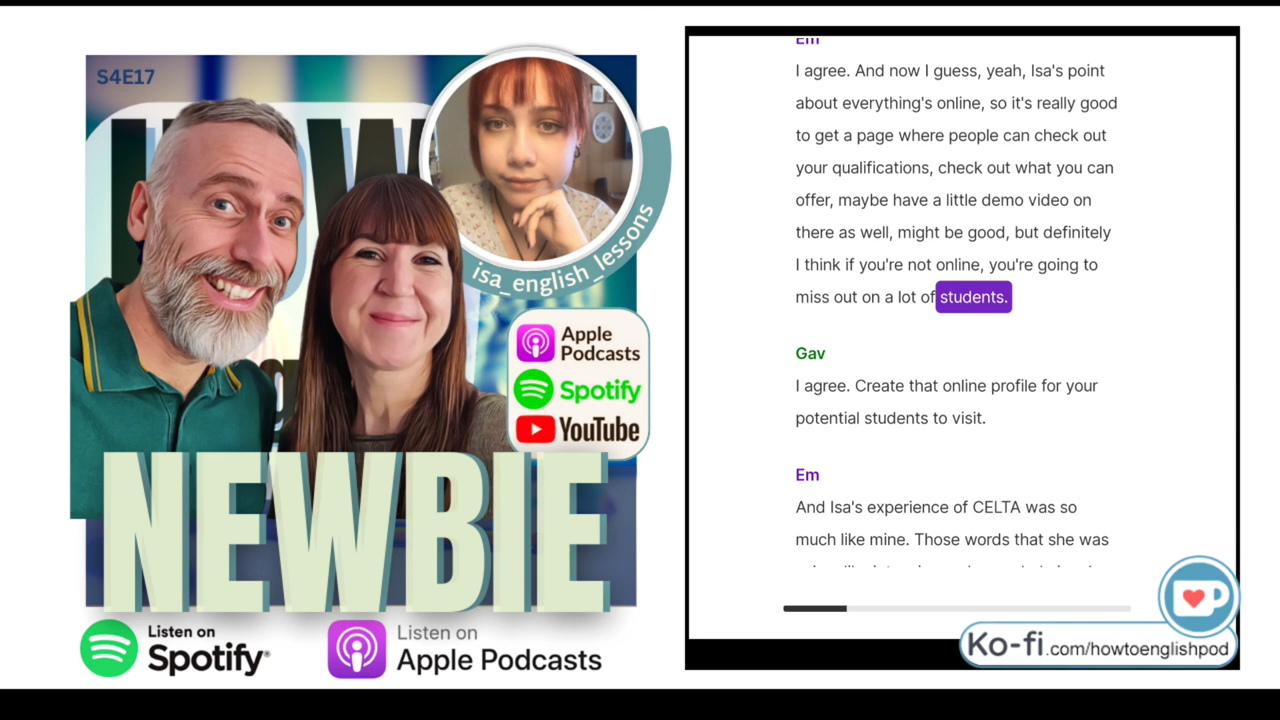 S4E17
isa_english_lessons
Apple
Podcasts
Spotify
YouTube
NEWBIE
Listen on
Spotify®
Listen on
Apple Podcasts
Em
I agree. And now I guess, yeah, Isa's point
about everything's online, so it's really good
to get a page where people can check out
your qualifications, check out what you can
offer, maybe have a little demo video on
there as well, might be good, but definitely
I think if you're not online, you're going to
miss out on a lot of students.
Gav
I agree. Create that online profile for your
potential students to visit.
Em
And Isa's experience of CELTA was so
much like mine. Those words that she was
Ko-fi.com/howtoenglishpod